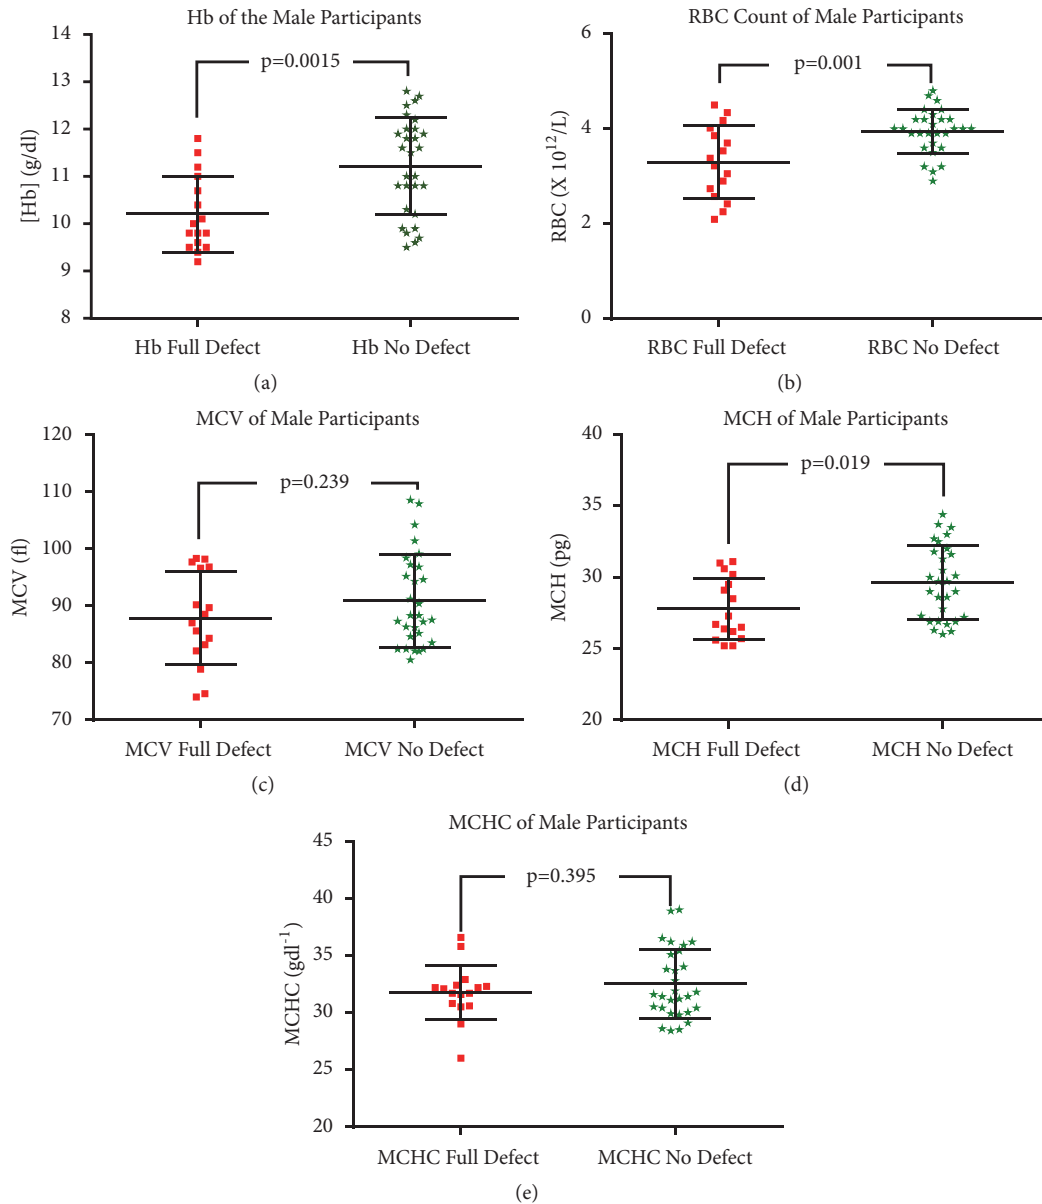 Hb of the Male Participants
14
13
12
11
10
9
8
[Hb] (g/dl)
p=0.0015
Hb Full Defect
Hb No Defect
(a)
RBC Count of Male Participants
6
4
2
0
RBC (X 10¹²/L)
p=0.001
RBC Full Defect
RBC No Defect
(b)
MCV of Male Participants
120
110
100
90
80
70
MCV (fl)
p=0.239
MCV Full Defect
MCV No Defect
(c)
MCH of Male Participants
40
35
30
25
20
MCH (pg)
p=0.019
MCH Full Defect
MCH No Defect
(d)
MCHC of Male Participants
45
40
35
30
25
20
MCHC (gdl⁻¹)
p=0.395
MCHC Full Defect
MCHC No Defect
(e)